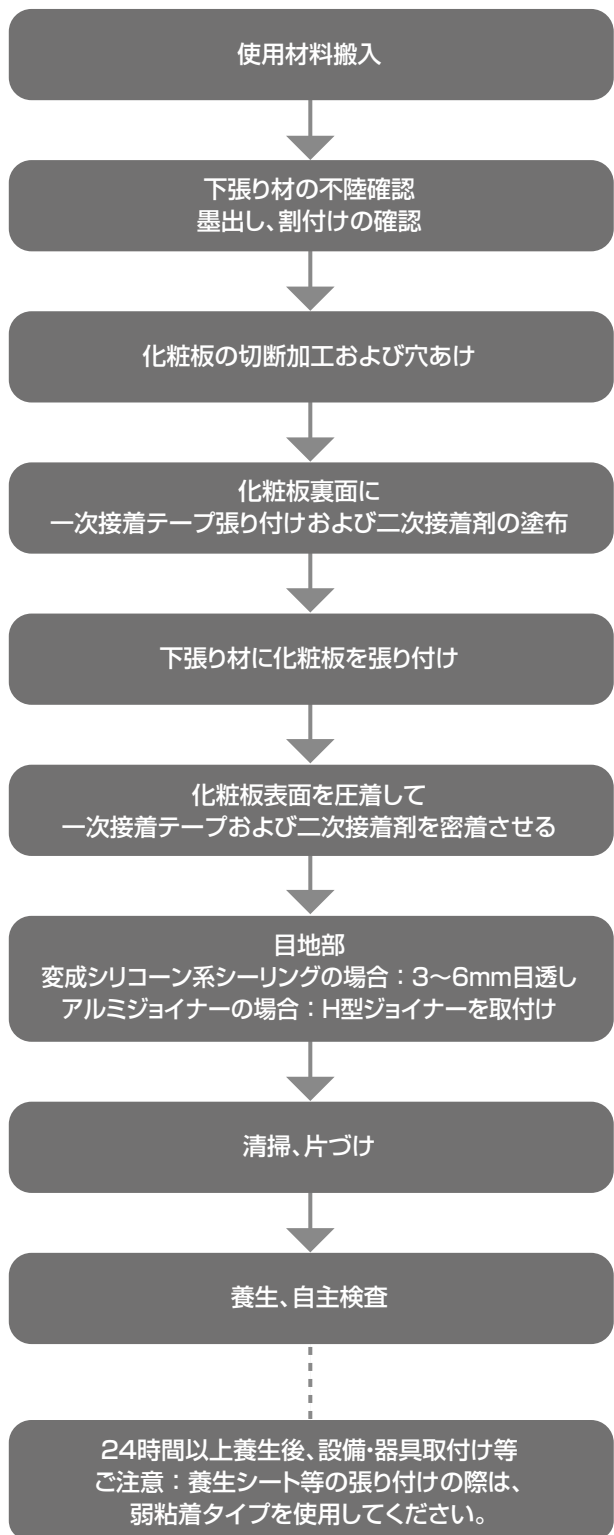 使用材料搬入
下張り材の不陸確認
墨出し、割付けの確認
化粧板の切断加工および穴あけ
化粧板裏面に
一次接着テープ張り付けおよび二次接着剤の塗布
下張り材に化粧板を張り付け
化粧板表面を圧着して
一次接着テープおよび二次接着剤を密着させる
目地部
変成シリコーン系シーリングの場合：3〜6mm目透し
アルミジョイナーの場合：H型ジョイナーを取付け
清掃、片づけ
養生、自主検査
24時間以上養生後、設備・器具取付け等
ご注意：養生シート等の張り付けの際は、
弱粘着タイプを使用してください。